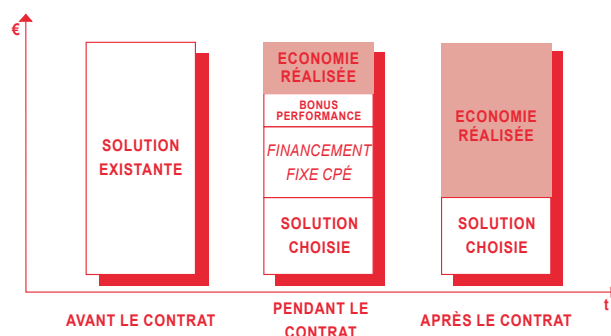 €
SOLUTION
EXISTANTE
ECONOMIE
RÉALISÉE
BONUS
PERFORMANCE
FINANCEMENT
FIXE CPÉ
SOLUTION
CHOISIE
ECONOMIE
RÉALISÉE
SOLUTION
CHOISIE
t
AVANT LE CONTRAT
PENDANT LE
CONTRAT
APRÈS LE CONTRAT